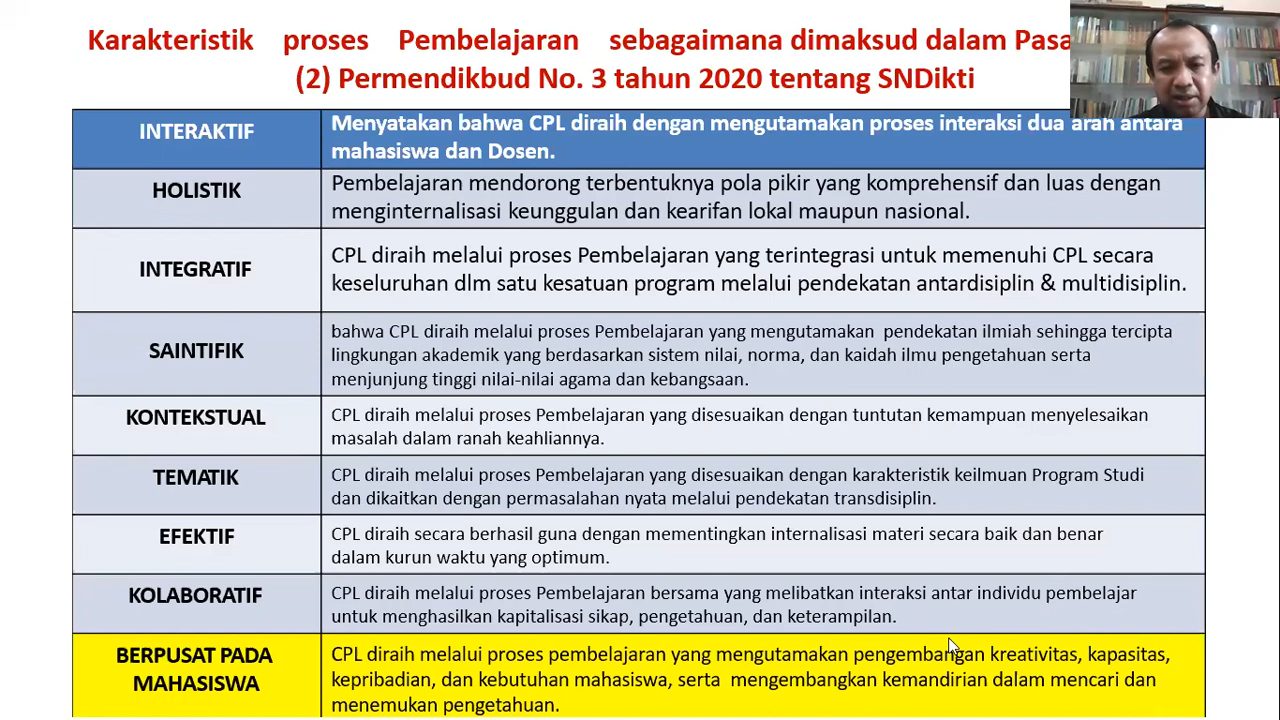 Karakteristik proses Pembelajaran sebagaimana dimaksud dalam
(2) Permendikbud No. 3 tahun 2020 tentang SNDikti
INTERAKTIF
Menyatakan bahwa CPL diraih dengan mengutamakan proses interaksi dua arah antara
mahasiswa dan Dosen.
HOLISTIK
Pembelajaran mendorong terbentuknya pola pikir yang komprehensif dan luas dengan
menginternalisasi keunggulan dan kearifan lokal maupun nasional.
INTEGRATIF
CPL diraih melalui proses Pembelajaran yang terintegrasi untuk memenuhi CPL secara
keseluruhan dlm satu kesatuan program melalui pendekatan antardisiplin & multidisiplin.
SAINTIFIK
bahwa CPL diraih melalui proses Pembelajaran yang mengutamakan pendekatan ilmiah sehingga tercipta
lingkungan akademik yang berdasarkan sistem nilai, norma, dan kaidah ilmu pengetahuan serta
menjunjung tinggi nilai-nilai agama dan kebangsaan.
KONTEKSTUAL
CPL diraih melalui proses Pembelajaran yang disesuaikan dengan tuntutan kemampuan menyelesaikan
masalah dalam ranah keahliannya.
TEMATIK
CPL diraih melalui proses Pembelajaran yang disesuaikan dengan karakteristik keilmuan Program Studi
dan dikaitkan dengan permasalahan nyata melalui pendekatan transdisiplin.
EFEKTIF
CPL diraih secara berhasil guna dengan mementingkan internalisasi materi secara baik dan benar
dalam kurun waktu yang optimum.
KOLABORATIF
CPL diraih melalui proses Pembelajaran bersama yang melibatkan interaksi antar individu pembelajar
untuk menghasilkan kapitalisasi sikap, pengetahuan, dan keterampilan.
BERPUSAT PADA
MAHASISWA
CPL diraih melalui proses pembelajaran yang mengutamakan pengembangan kreativitas, kapasitas,
kepribadian, dan kebutuhan mahasiswa, serta mengembangkan kemandirian dalam mencari dan
menemukan pengetahuan.